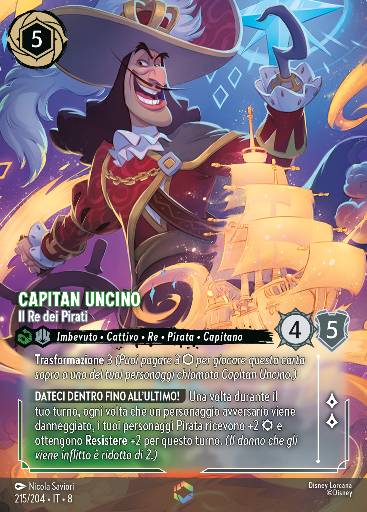 5
CAPITAN UNCINO
Il Re dei Pirati
Imbevuto • Cattivo • Re • Pirata • Capitano
4
5
Trasformazione 3 (Puoi pagare 3 per giocare questa carta
sopra a uno dei tuoi personaggi chiamato Capitan Uncino.)
DATECI DENTRO FINO ALL'ULTIMO! Una volta durante il
tuo turno, ogni volta che un personaggio avversario viene
danneggiato, i tuoi personaggi Pirata ricevono +2 e
ottengono Resistere +2 per questo turno. (Il danno che gli
viene inflitto è ridotto di 2.)
Nicola Saviori
Disney Lorcana
215/204 • IT • 8
©Disney